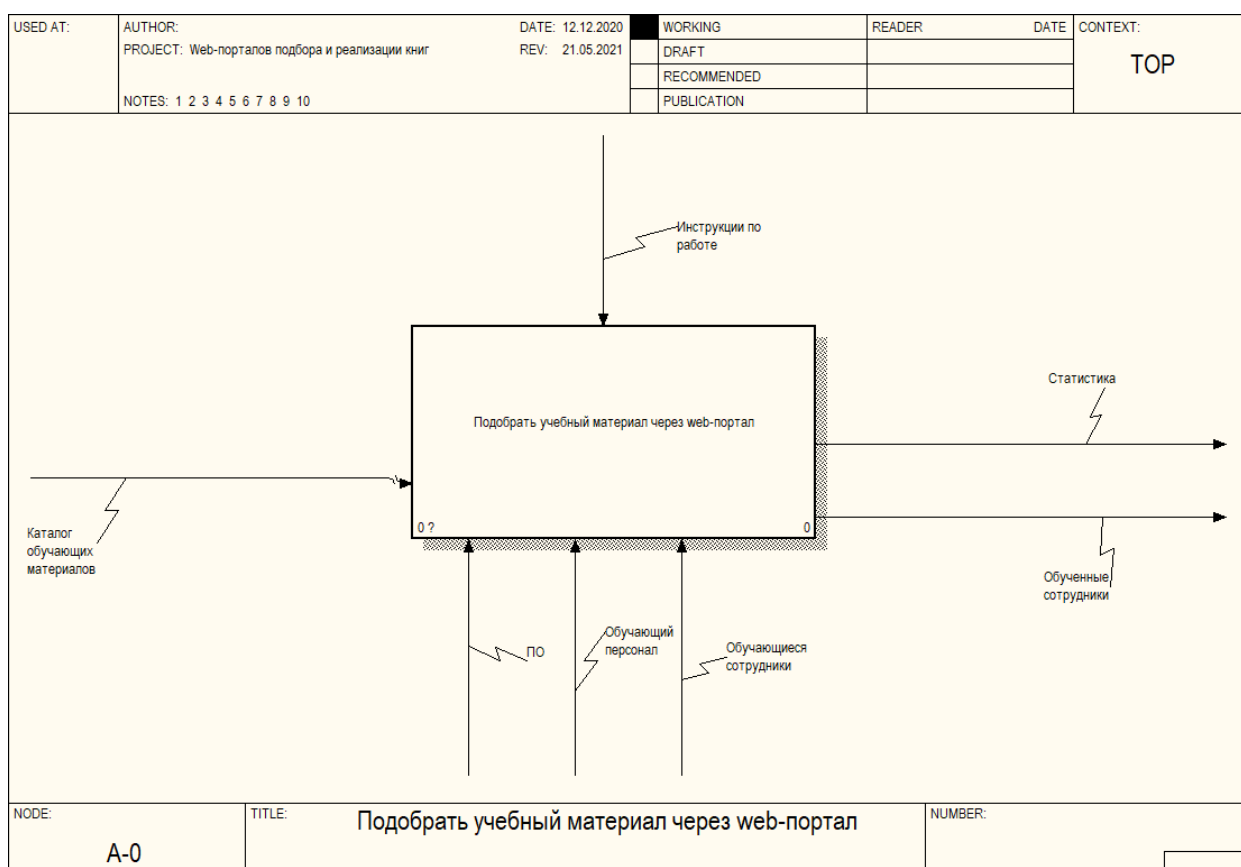 USED AT:
AUTHOR:
DATE: 12.12.2020
PROJECT: Web-порталов подбора и реализации книг
REV: 21.05.2021
NOTES: 1 2 3 4 5 6 7 8 9 10
WORKING
DRAFT
RECOMMENDED
PUBLICATION
READER
DATE
CONTEXT:
TOP
Инструкции по
работе
Статистика
Подобрать учебный материал через web-портал
0 ?
0
Каталог
обучающих
материалов
Обученные
сотрудники
ПО
Обучающий
персонал
Обучающиеся
сотрудники
NODE:
A-0
TITLE:
Подобрать учебный материал через web-портал
NUMBER: